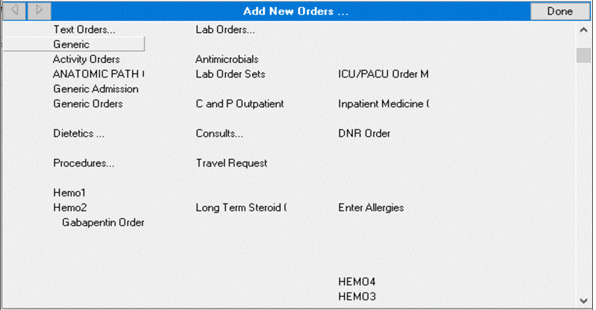 Add New Orders ... Done
Text Orders... Lab Orders...
Generic
Activity Orders Antimicrobials
ANATOMIC PATH Lab Order Sets ICU/PACU Order M
Generic Admission
Generic Orders C and P Outpatient Inpatient Medicine
Dietetics ... Consults... DNR Order
Procedures... Travel Request
Hemo1
Hemo2 Long Term Steroid Enter Allergies
Gabapentin Order
HEMO4
HEMO3